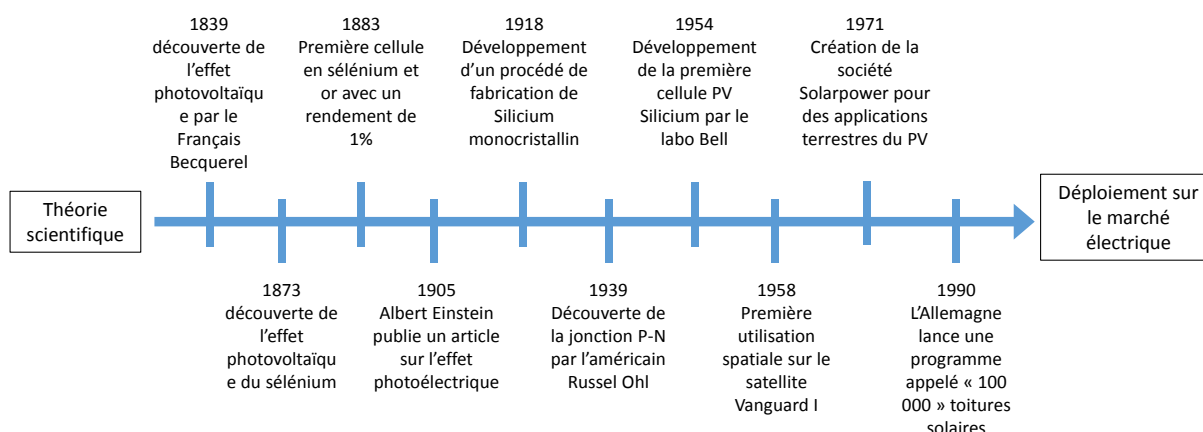 1839
découverte de
l'effet
photovoltaïqu
e par le
Français
Becquerel
1883
Première cellule
en sélénium et
or avec un
rendement de
1%
1918
Développement
d'un procédé de
fabrication de
Silicium
monocristallin
1954
Développement
de la première
cellule PV
Silicium par le
labo Bell
1971
Création de la
société
Solarpower pour
des applications
terrestres du PV
Théorie
scientifique
Déploiement sur
le marché
électrique
1873
découverte de
l'effet
photovoltaïqu
e du sélénium
1905
Albert Einstein
publie un article
sur l'effet
photoélectrique
1939
Découverte de
la jonction P-N
par l'américain
Russel Ohl
1958
Première
utilisation
spatiale sur le
satellite
Vanguard I
1990
L'Allemagne
lance une
programme
appelé « 100
000 » toitures
solaires